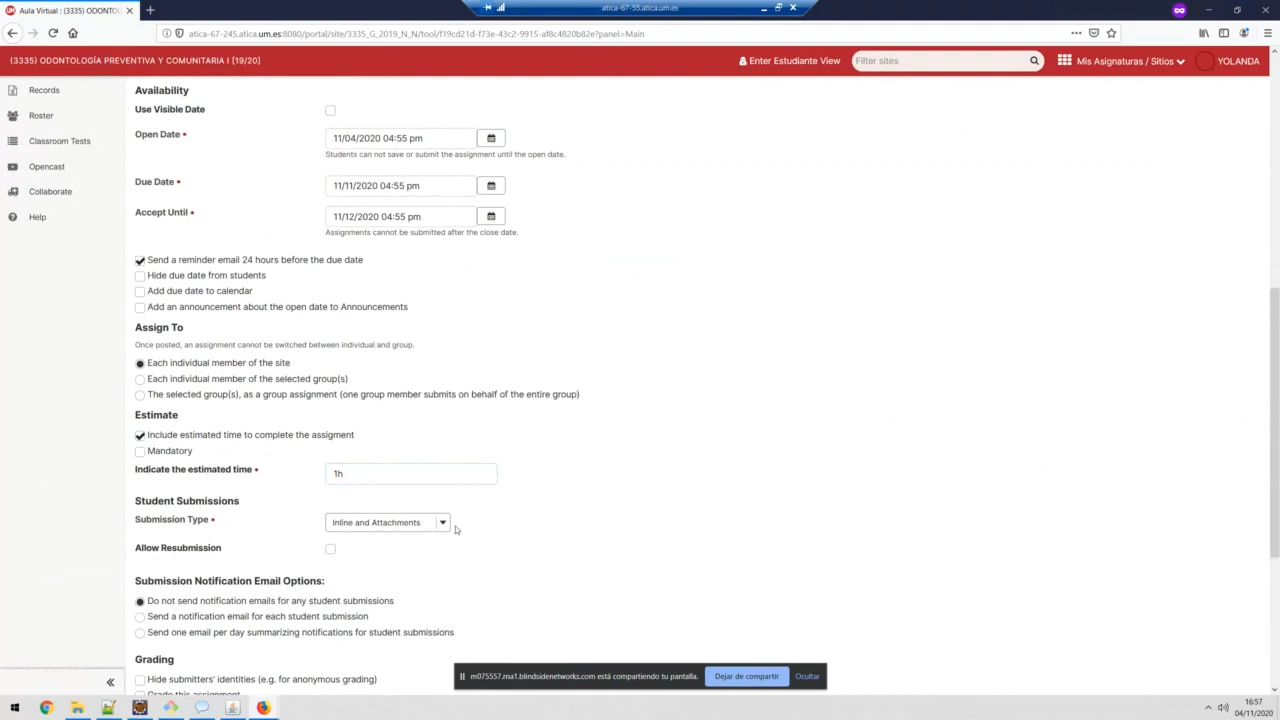 Aula Virtual : (3335) ODONTOLO
atica-67-55.atica.um.es
atica-67-245.atica.um.es:8080/portal/site/3335_G_2019_N_N/tool/f19cd21d-f73e-43c2-9915-af8c4820b82e?panel=Main
(3335) ODONTOLOGÍA PREVENTIVA Y COMUNITARIA I [19/20]
Enter Estudiante View
Filter sites
Mis Asignaturas / Sitios
YOLANDA
Records
Roster
Classroom Tests
Opencast
Collaborate
Help
Availability
Use Visible Date
Open Date •
11/04/2020 04:55 pm
Students can not save or submit the assignment until the open date.
Due Date •
11/11/2020 04:55 pm
Accept Until •
11/12/2020 04:55 pm
Assignments cannot be submitted after the close date.
Send a reminder email 24 hours before the due date
Hide due date from students
Add due date to calendar
Add an announcement about the open date to Announcements
Assign To
Once posted, an assignment cannot be switched between individual and group.
Each individual member of the site
Each individual member of the selected group(s)
The selected group(s), as a group assignment (one group member submits on behalf of the entire group)
Estimate
Include estimated time to complete the assigment
Mandatory
Indicate the estimated time •
1h
Student Submissions
Submission Type •
Inline and Attachments
Allow Resubmission
Submission Notification Email Options:
Do not send notification emails for any student submissions
Send a notification email for each student submission
Send one email per day summarizing notifications for student submissions
Grading
Hide submitters' identities (e.g. for anonymous grading)
Grade this assignment
m075557.rna1.blindsidenetworks.com está compartiendo tu pantalla.
Dejar de compartir
Ocultar
16:57
04/11/2020